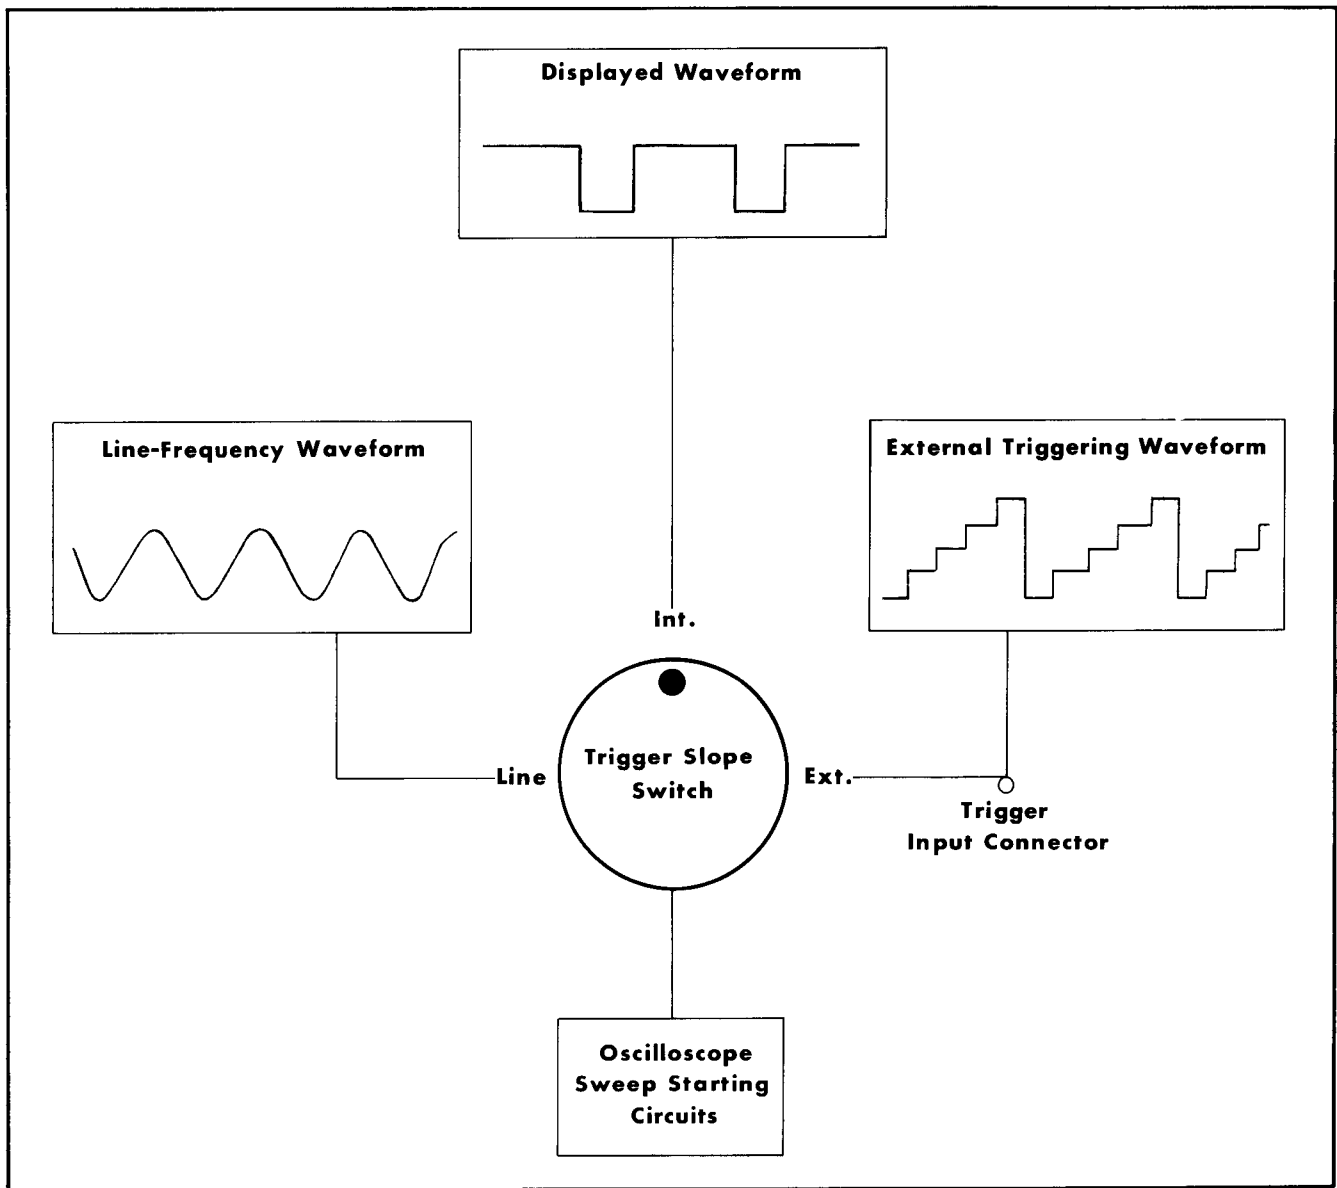 Displayed Waveform
Line-Frequency Waveform
External Triggering Waveform
Int.
Line
Trigger Slope
Switch
Ext.
Trigger
Input Connector
Oscilloscope
Sweep Starting
Circuits